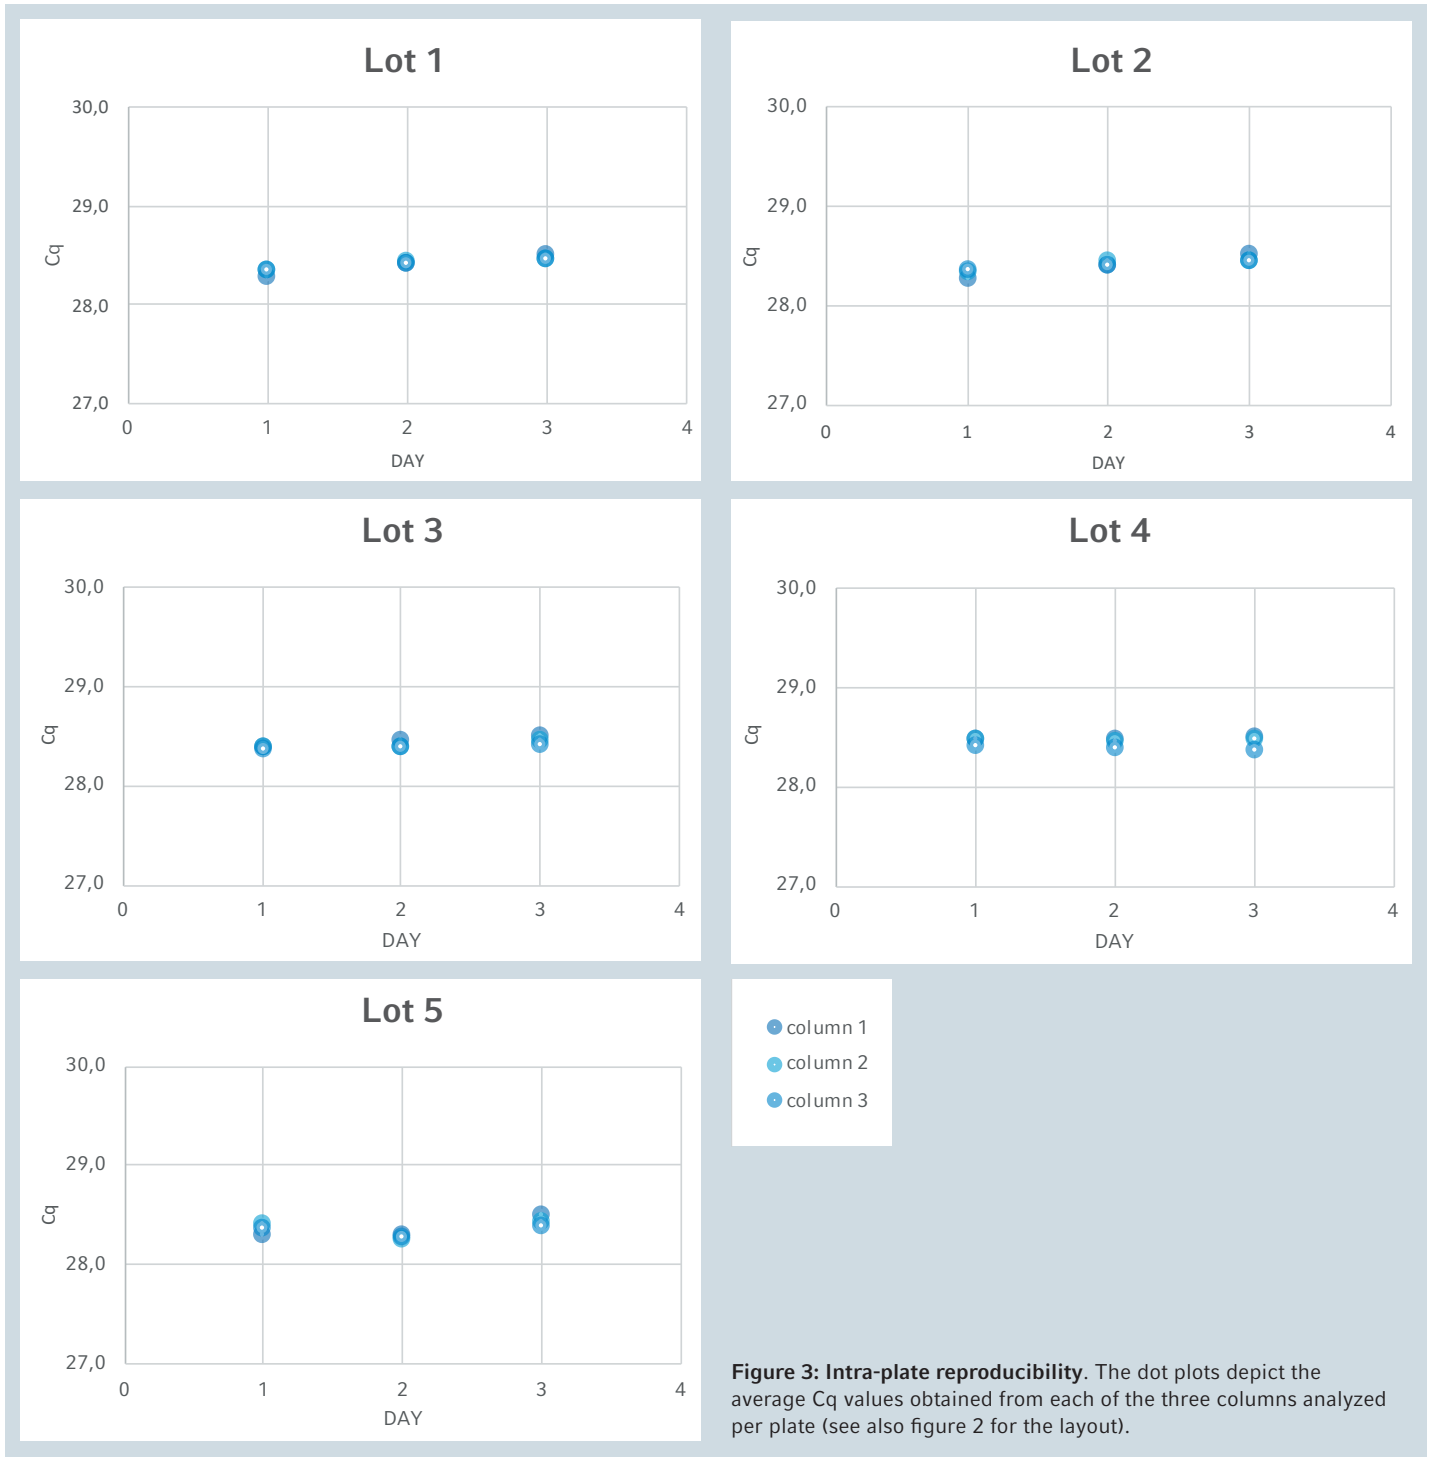 Lot 1
30,0
29,0
28,0
27,0
Cq
0 1 2 3 4
DAY
Lot 2
30,0
29,0
28,0
27,0
Cq
0 1 2 3 4
DAY
Lot 3
30,0
29,0
28,0
27,0
Cq
0 1 2 3 4
DAY
Lot 4
30,0
29,0
28,0
27,0
Cq
0 1 2 3 4
DAY
Lot 5
30,0
29,0
28,0
27,0
Cq
0 1 2 3 4
DAY
column 1
column 2
column 3
Figure 3: Intra-plate reproducibility. The dot plots depict the
average Cq values obtained from each of the three columns analyzed
per plate (see also figure 2 for the layout).